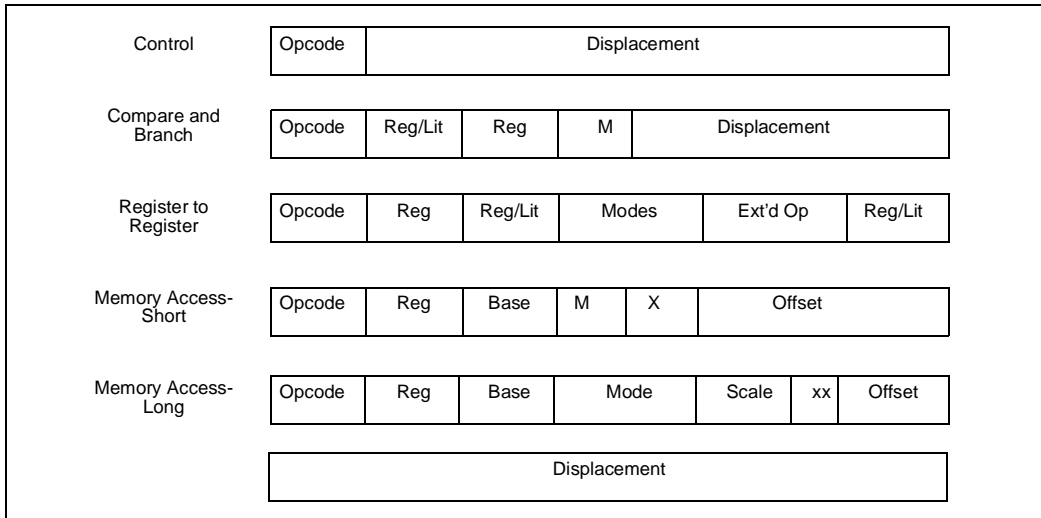 Control Opcode Displacement
Compare and
Branch Opcode Reg/Lit Reg M Displacement
Register to
Register Opcode Reg Reg/Lit Modes Ext'd Op Reg/Lit
Memory Access-
Short Opcode Reg Base M X Offset
Memory Access-
Long Opcode Reg Base Mode Scale xx Offset
Displacement